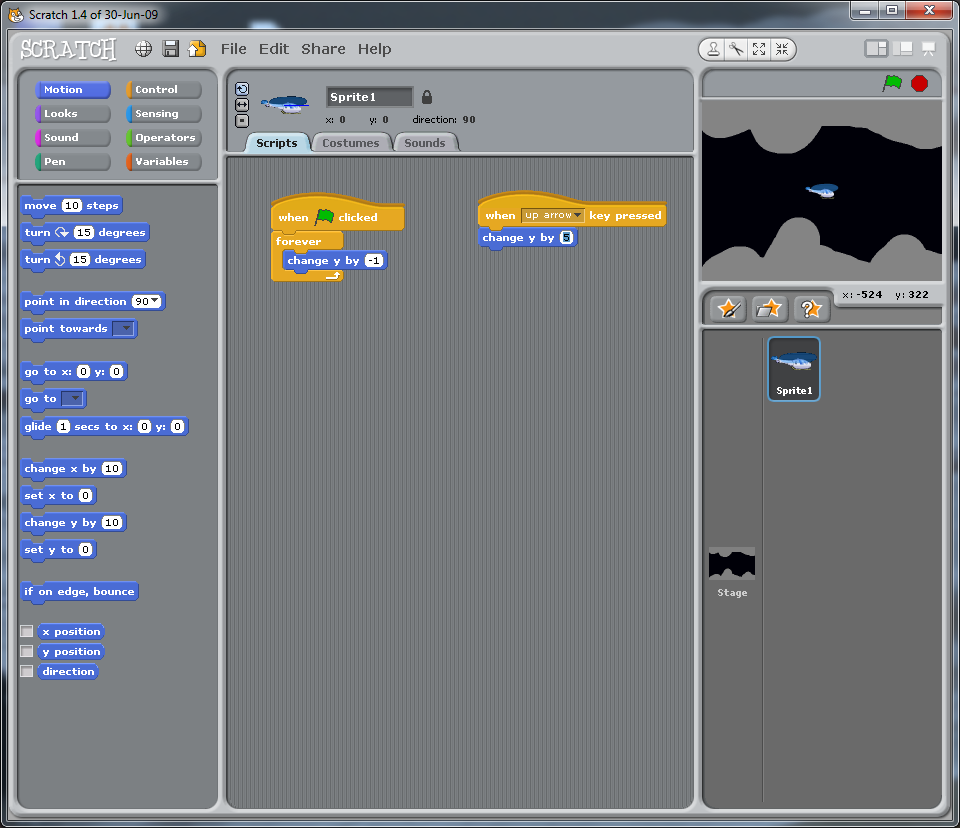 Scratch 1.4 of 30-Jun-09
SCRATCH File Edit Share Help
Motion Control
Looks Sensing
Sound Operators
Pen Variables
move 10 steps
turn 15 degrees
turn 15 degrees
point in direction 90
point towards
go to x: 0 y: 0
go to
glide 1 secs to x: 0 y: 0
change x by 10
set x to 0
change y by 10
set y to 0
if on edge, bounce
x position
y position
direction
Sprite1
x: 0 y: 0 direction: 90
Scripts Costumes Sounds
when clicked
forever
change y by -1
when up arrow key pressed
change y by 5
x: -524 y: 322
Sprite1
Stage